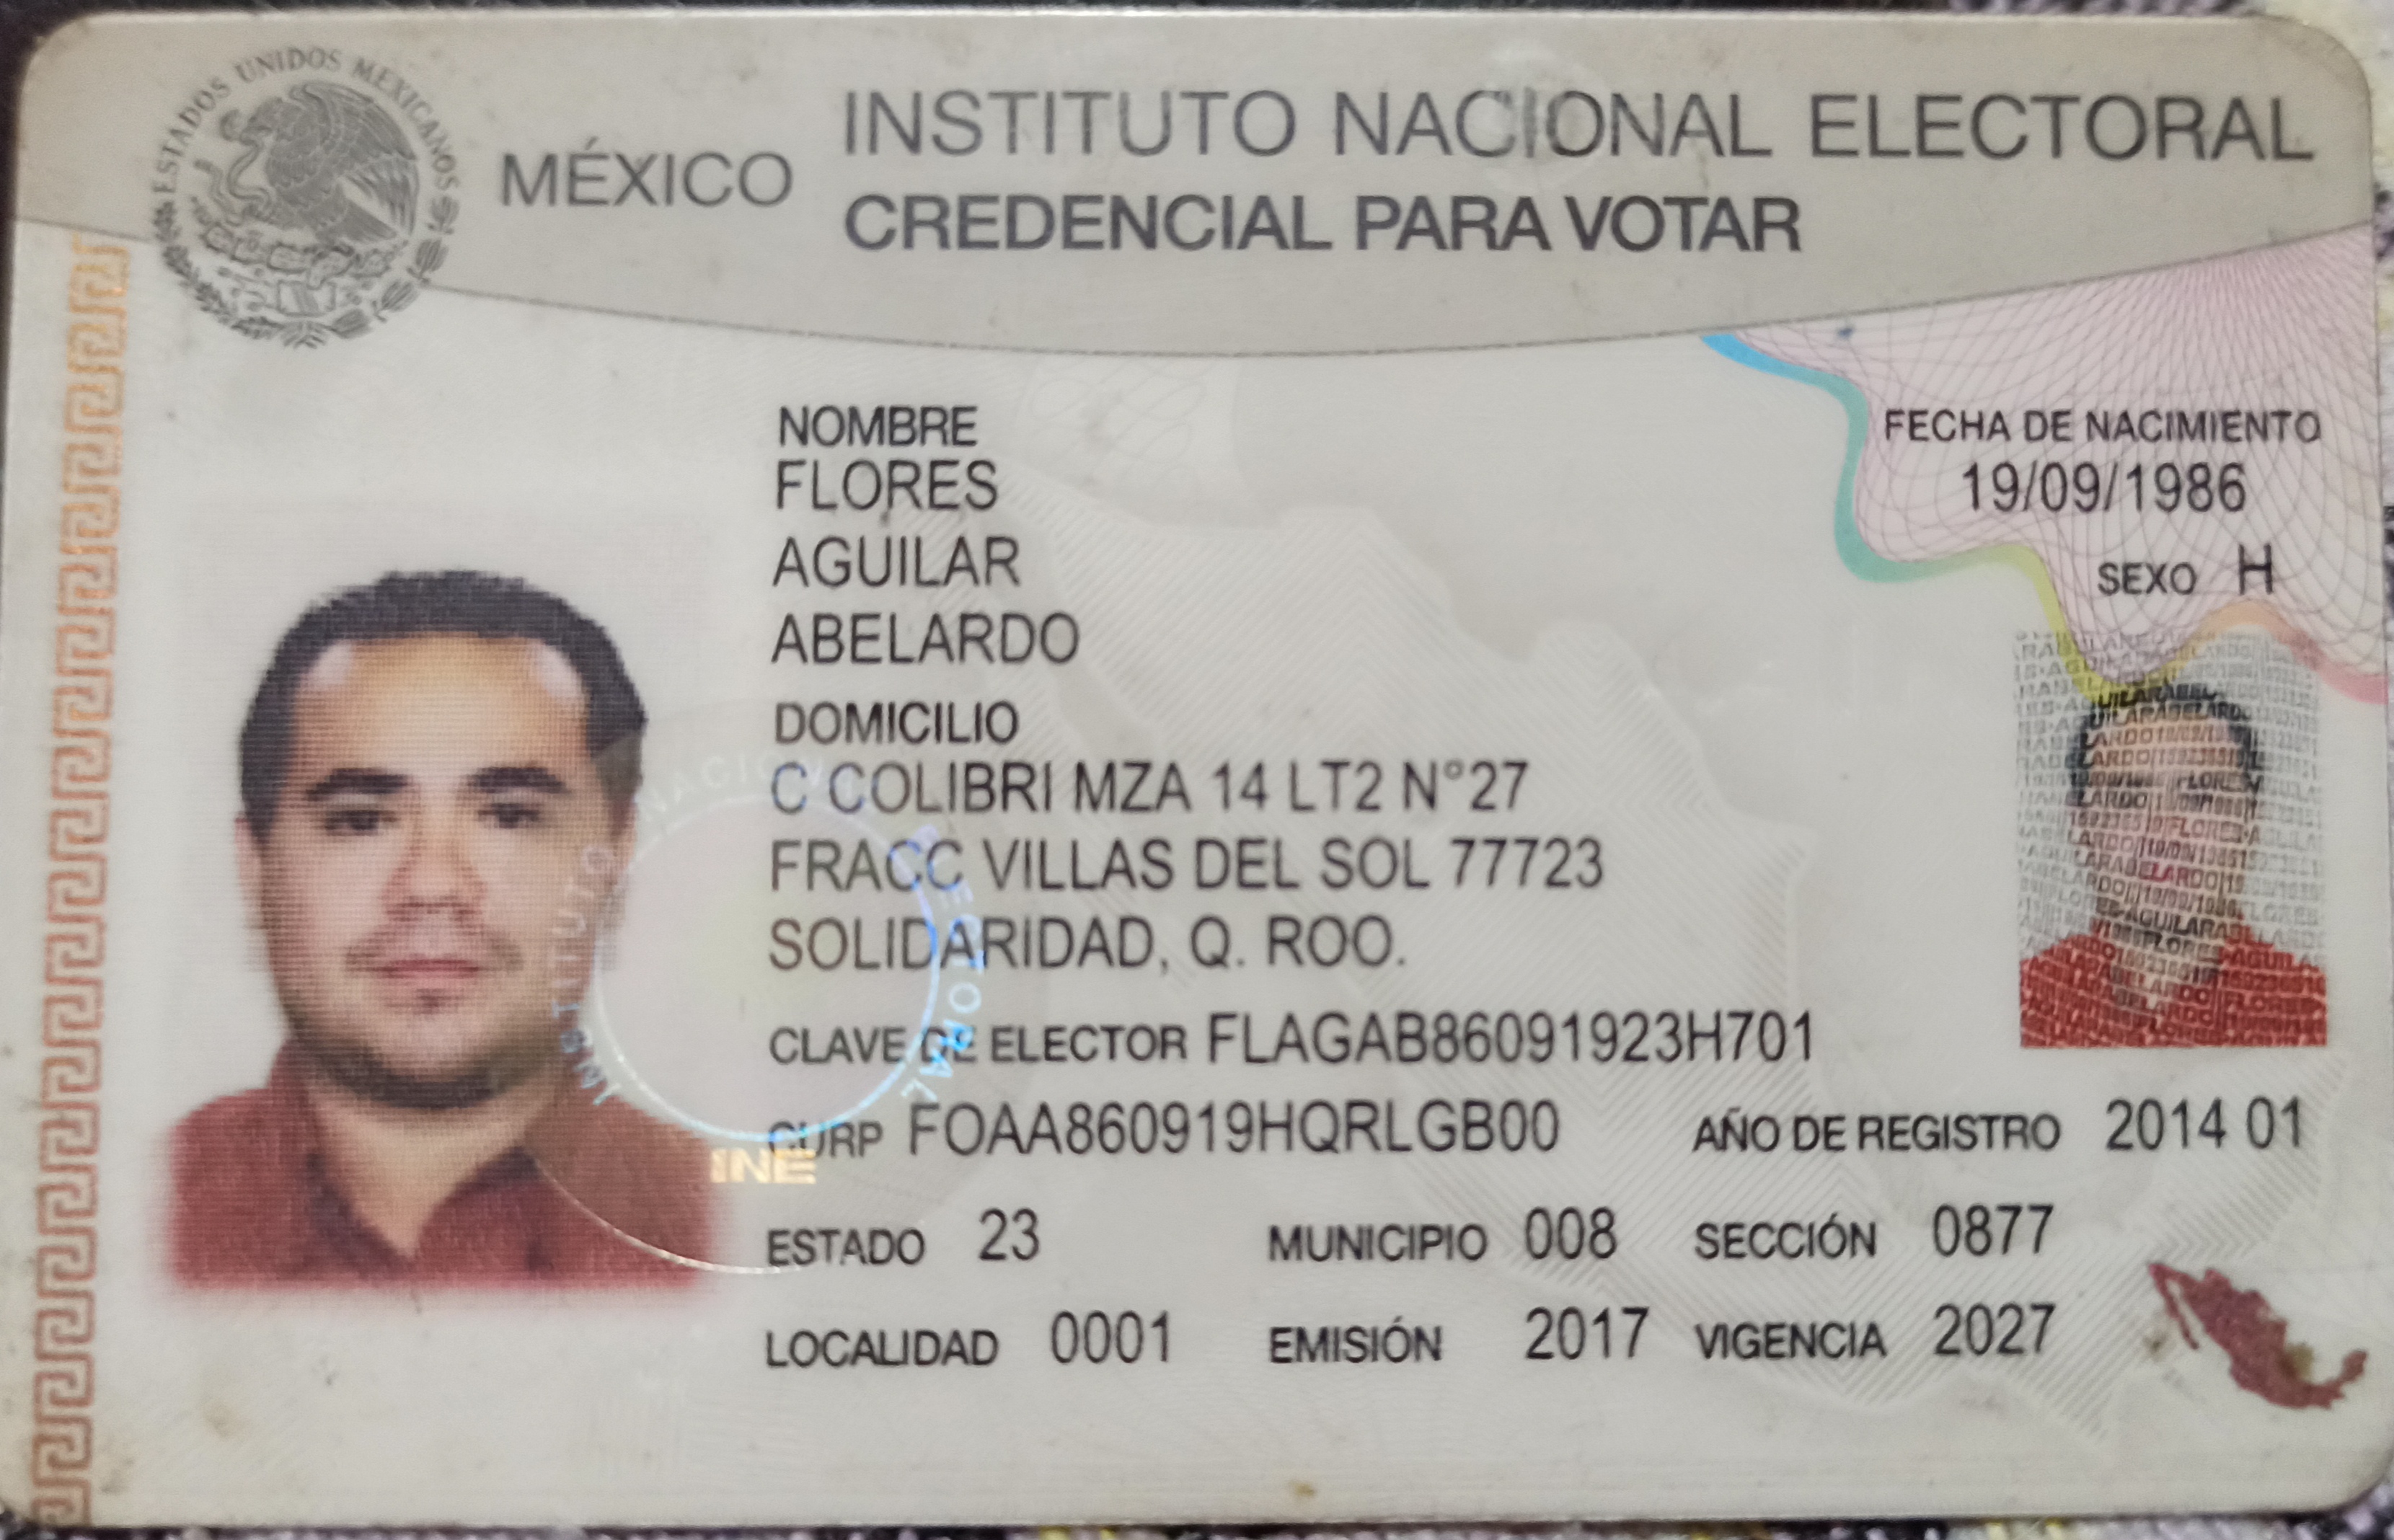 ESTADOS UNIDOS MEXICANOS
MÉXICO
INSTITUTO NACIONAL ELECTORAL
CREDENCIAL PARA VOTAR
NOMBRE
FLORES
AGUILAR
ABELARDO
FECHA DE NACIMIENTO
19/09/1986
SEXO H
DOMICILIO
C COLIBRI MZA 14 LT2 N°27
FRACC VILLAS DEL SOL 77723
SOLIDARIDAD, Q. ROO.
CLAVE DE ELECTOR FLAGAB86091923H701
CURP FOAA860919HQRLGB00
AÑO DE REGISTRO 2014 01
ESTADO 23
MUNICIPIO 008
SECCIÓN 0877
LOCALIDAD 0001
EMISIÓN 2017
VIGENCIA 2027
INSTITUTO NACIONAL ELECTORAL
INE